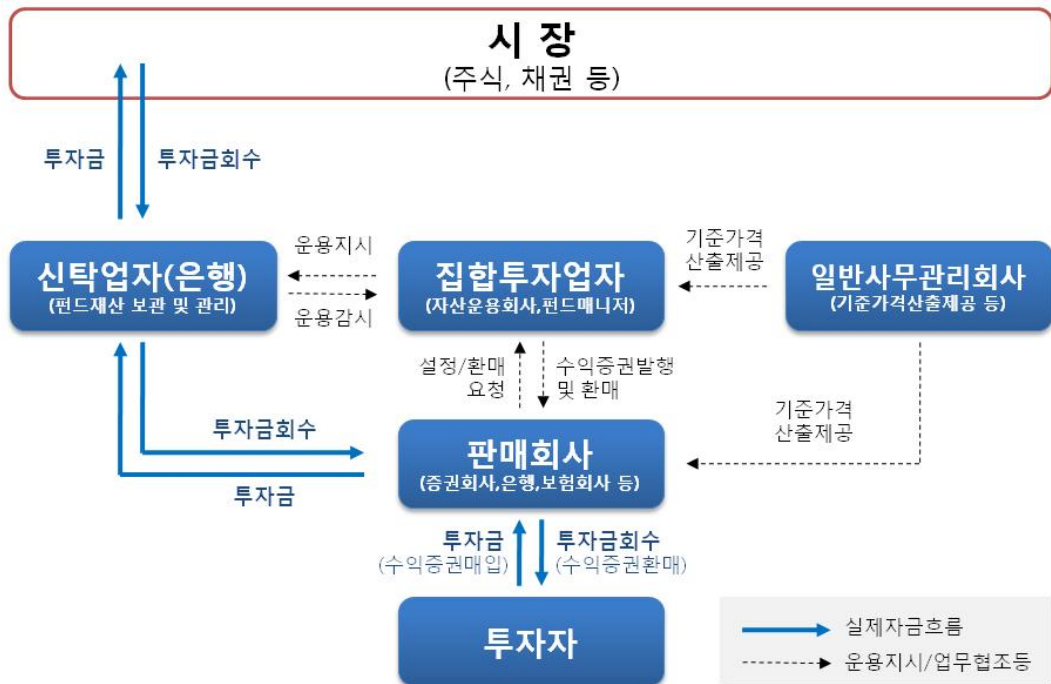 시 장
(주식, 채권 등)
투자금
투자금회수
신탁업자(은행)
(펀드재산 보관 및 관리)
운용지시
운용감시
집합투자업자
(자산운용회사,펀드매니저)
기준가격
산출제공
일반사무관리회사
(기준가격산출제공 등)
설정/환매
요청
수익증권발행
및 환매
기준가격
산출제공
투자금회수
투자금
판매회사
(증권회사,은행,보험회사 등)
투자금
(수익증권매입)
투자금회수
(수익증권환매)
투자자
실제자금흐름
운용지시/업무협조등